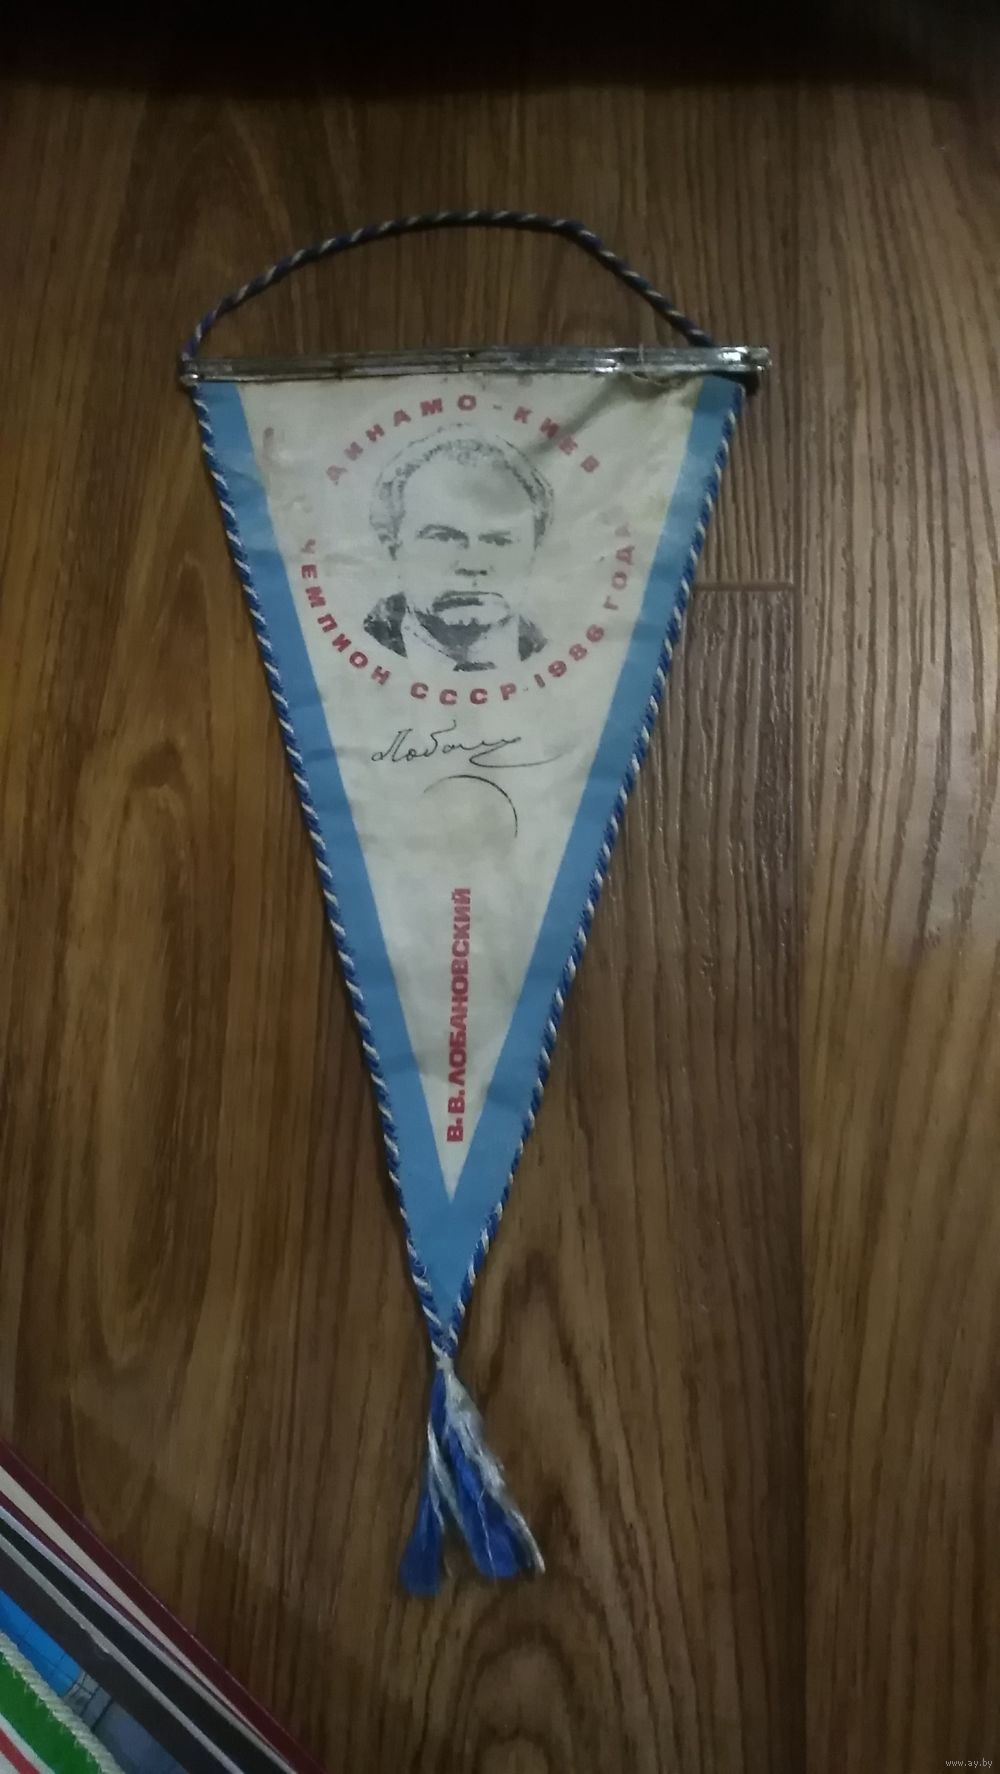 ДИНАМО-КИЕВ
ЧЕМПИОН СССР-1986 ГОДА
В.В.ЛОБАНОВСКИЙ
www.ay.by